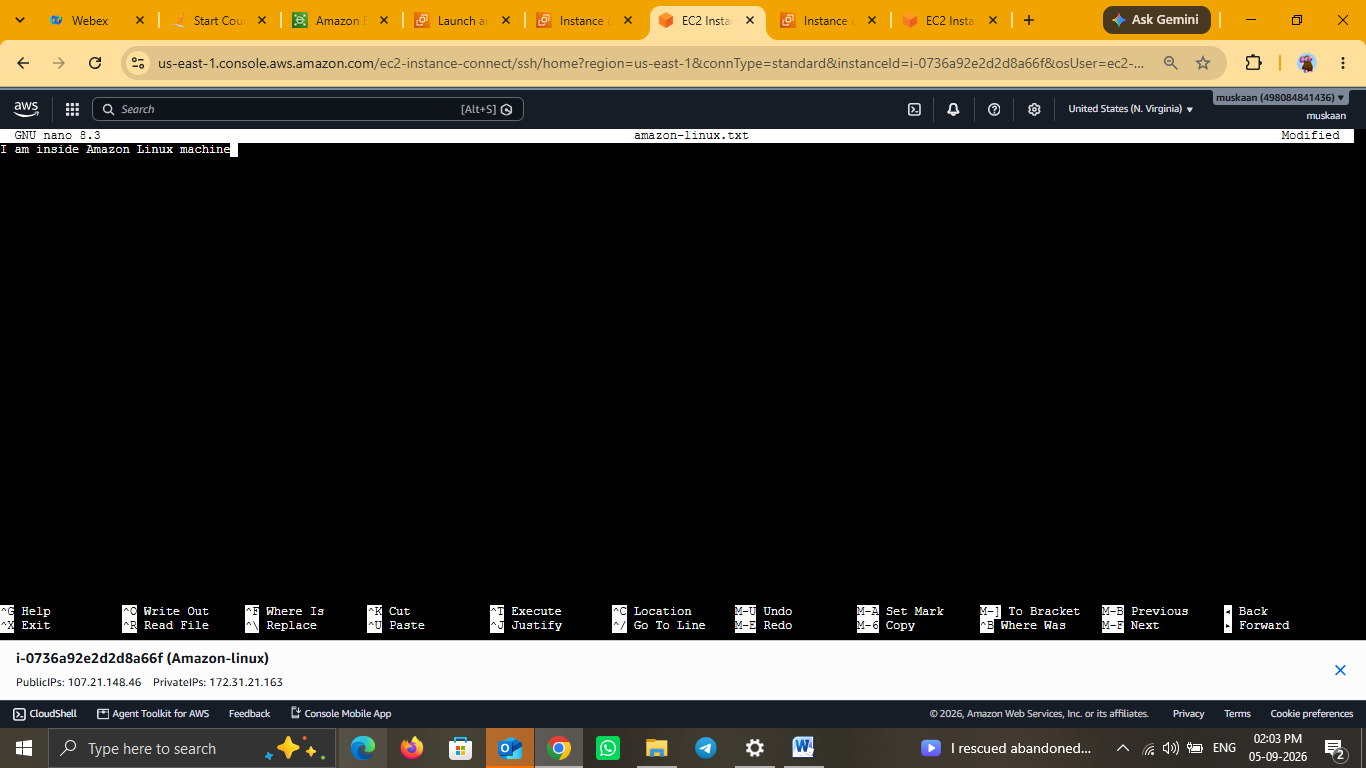 Webex
Start Cou
Amazon E
Launch a
Instance
EC2 Insta
Instance
EC2 Insta
Ask Gemini
us-east-1.console.aws.amazon.com/ec2-instance-connect/ssh/home?region=us-east-1&connType=standard&instanceId=i-0736a92e2d2d8a66f&osUser=ec2-...
aws
Search
[Alt+S]
United States (N. Virginia)
muskaan (498084841436)
muskaan
GNU nano 8.3 amazon-linux.txt Modified
I am inside Amazon Linux machine
^G Help ^O Write Out ^F Where Is ^K Cut ^T Execute ^C Location M-U Undo M-A Set Mark M-] To Bracket M-B Previous ◂ Back
^X Exit ^R Read File ^\ Replace ^U Paste ^J Justify ^/ Go To Line M-E Redo M-6 Copy ^B Where Was M-F Next ▸ Forward
i-0736a92e2d2d8a66f (Amazon-linux)
PublicIPs: 107.21.148.46 PrivateIPs: 172.31.21.163
CloudShell Agent Toolkit for AWS Feedback Console Mobile App © 2026, Amazon Web Services, Inc. or its affiliates. Privacy Terms Cookie preferences
Type here to search
I rescued abandoned...
ENG
02:03 PM
05-09-2026
2